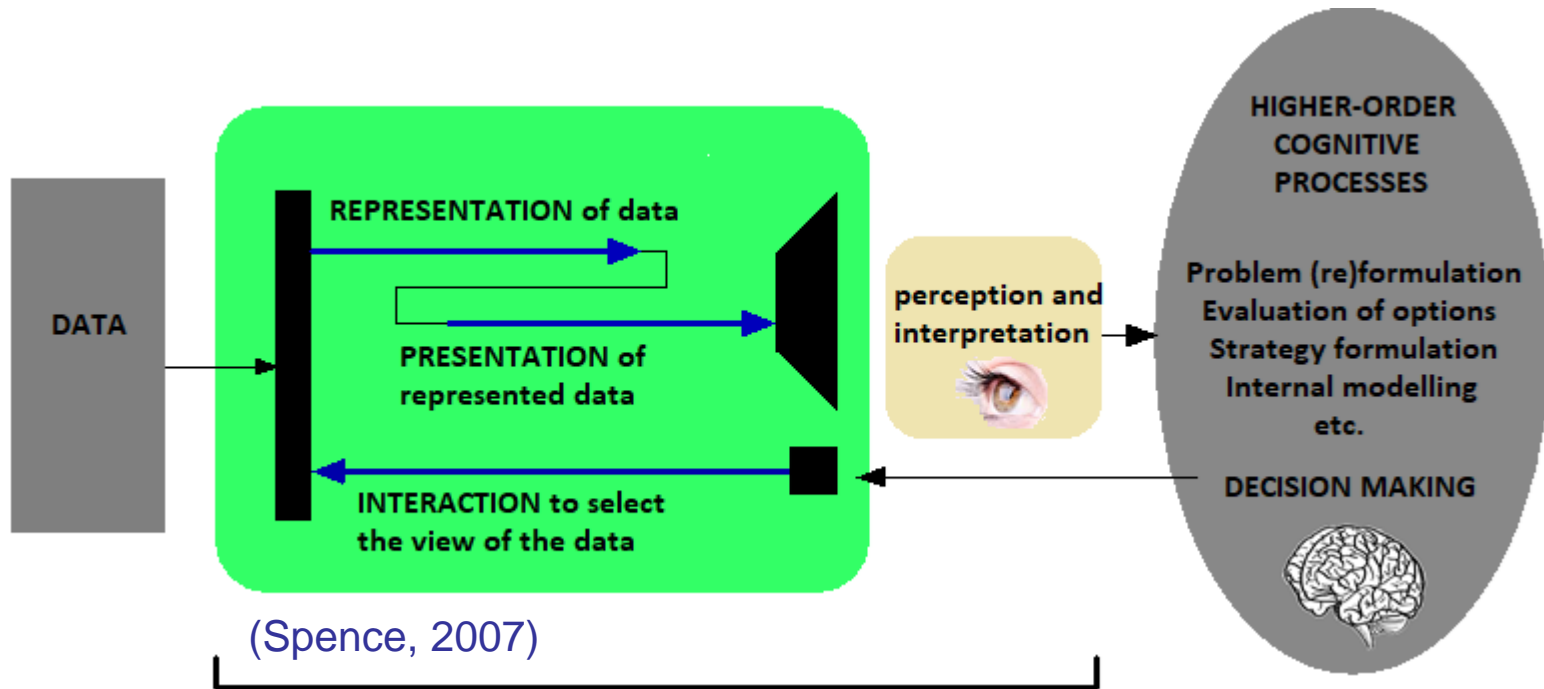 DATA
REPRESENTATION of data
PRESENTATION of
represented data
INTERACTION to select
the view of the data
(Spence, 2007)
perception and
interpretation
HIGHER-ORDER
COGNITIVE
PROCESSES
Problem (re)formulation
Evaluation of options
Strategy formulation
Internal modelling
etc.
DECISION MAKING